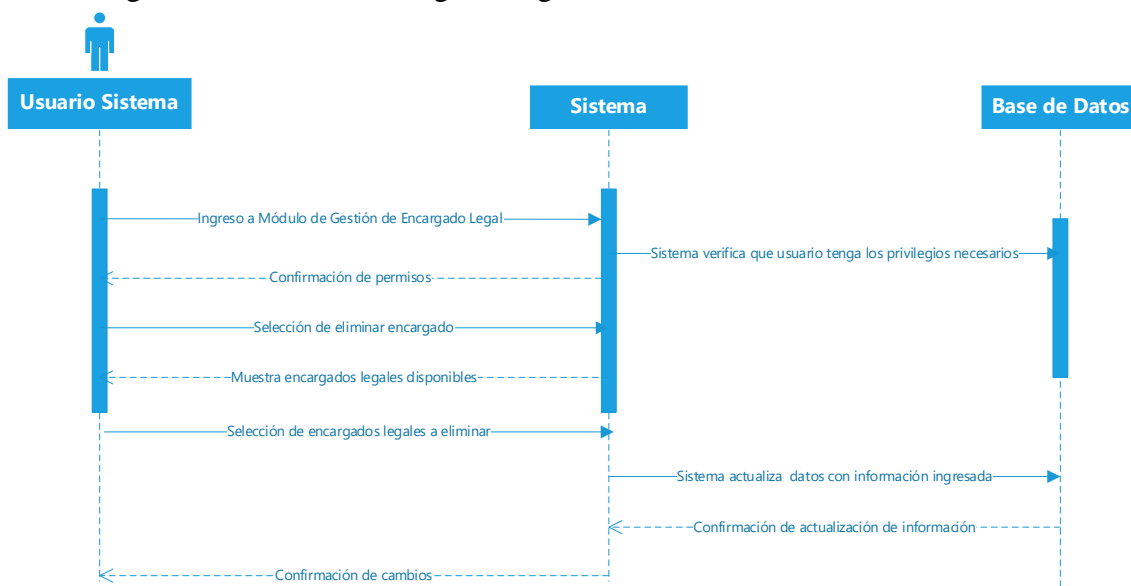 Usuario Sistema
Sistema
Base de Datos
Ingreso a Módulo de Gestión de Encargado Legal
Sistema verifica que usuario tenga los privilegios necesarios
Confirmación de permisos
Selección de eliminar encargado
Muestra encargados legales disponibles
Selección de encargados legales a eliminar
Sistema actualiza datos con información ingresada
Confirmación de actualización de información
Confirmación de cambios